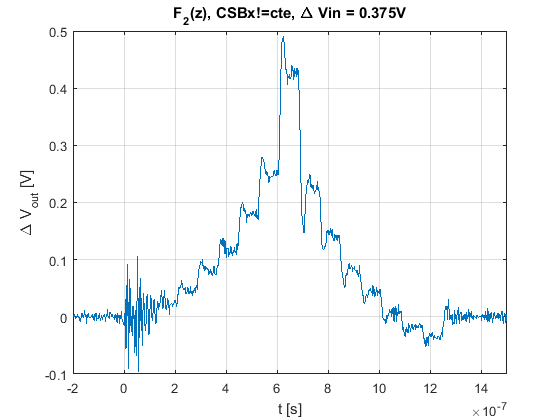 F2(z), CSBx!=cte, Δ Vin = 0.375V
0.5
0.4
0.3
0.2
0.1
0
-0.1
Δ Vout [V]
-2 0 2 4 6 8 10 12 14
t [s]
×10-7